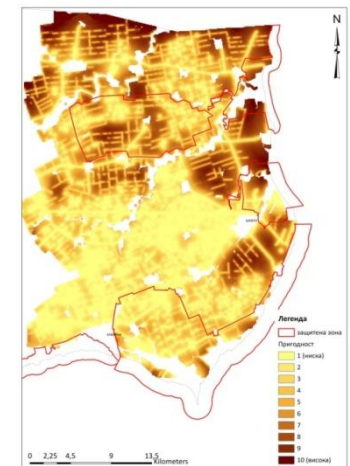 N
Легенда
защитена зона
Пригодност
1 (ниска)
2
3
4
5
6
7
8
9
10 (висока)
0 2,25 4,5 9 13,5
Kilometers